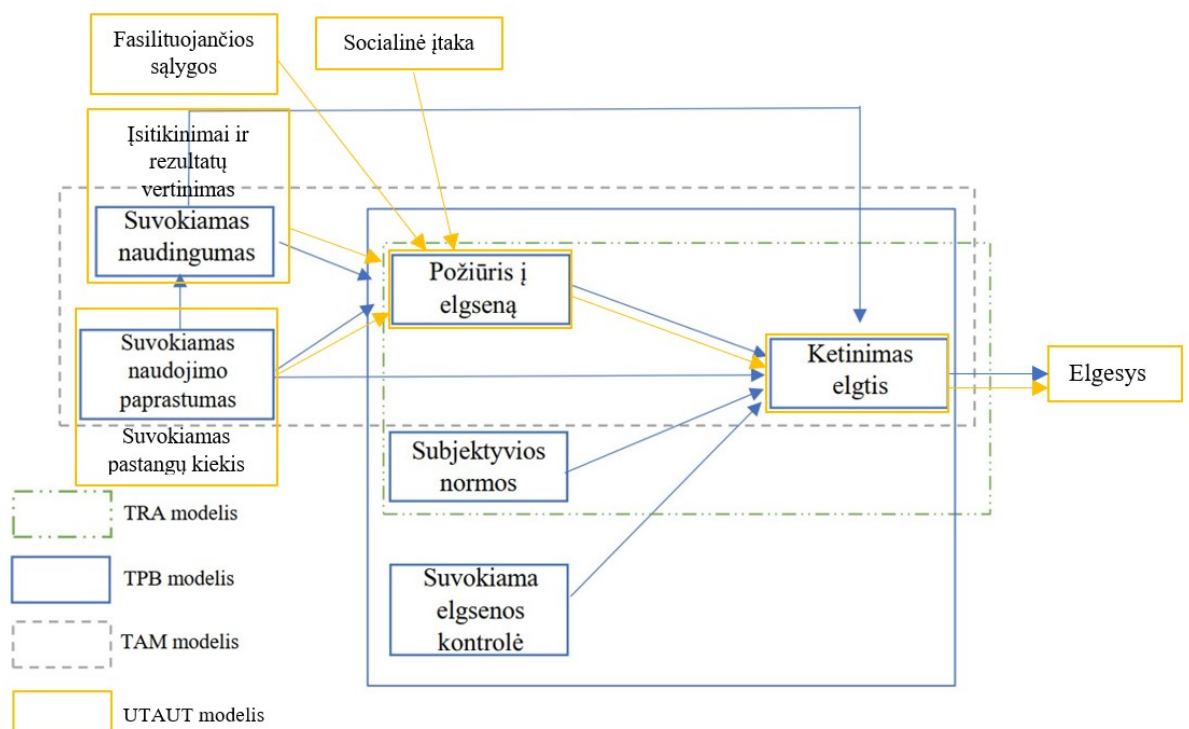 Fasilituojančios
sąlygos
Socialinė įtaka
Įsitikinimai ir
rezultatų
vertinimas
Suvokiamas
naudingumas
Požiūris į
elgseną
Suvokiamas
naudojimo
paprastumas
Ketinimas
elgtis
Elgesys
Suvokiamas
pastangų kiekis
Subjektyvios
normos
Suvokiama
elgsenos
kontrolė
TRA modelis
TPB modelis
TAM modelis
UTAUT modelis